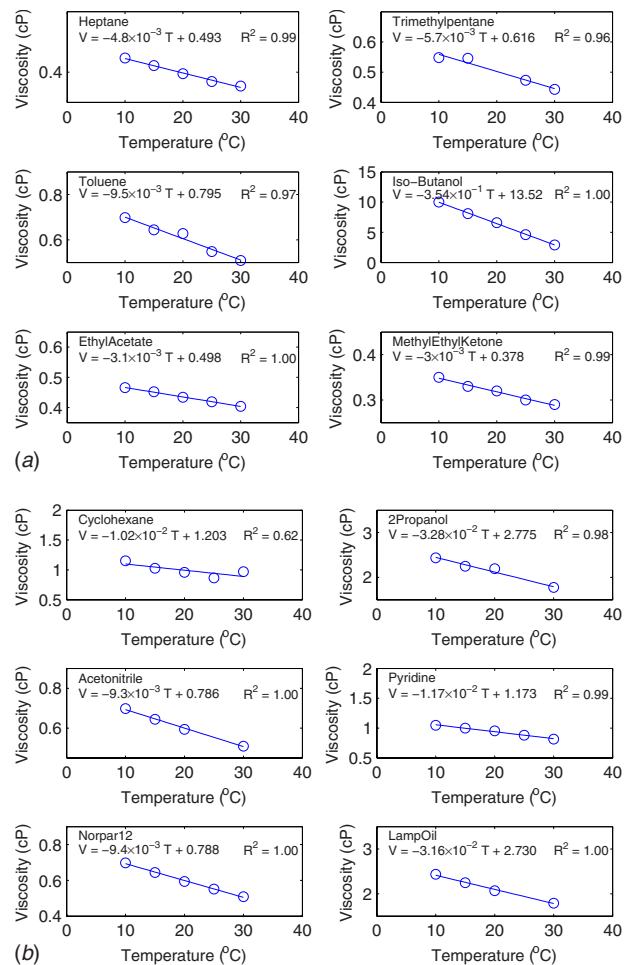 Heptane
V = −4.8×10⁻³ T + 0.493 R² = 0.99
Viscosity (cP)
0.4
0 10 20 30 40
Temperature (°C)
Trimethylpentane
V = −5.7×10⁻³ T + 0.616 R² = 0.96
Viscosity (cP)
0.6
0.5
0.4
0 10 20 30 40
Temperature (°C)
Toluene
V = −9.5×10⁻³ T + 0.795 R² = 0.97
Viscosity (cP)
0.8
0.6
0 10 20 30 40
Temperature (°C)
Iso−Butanol
V = −3.54×10⁻¹ T + 13.52 R² = 1.00
Viscosity (cP)
15
10
5
0
0 10 20 30 40
Temperature (°C)
EthylAcetate
V = −3.1×10⁻³ T + 0.498 R² = 1.00
Viscosity (cP)
0.6
0.5
0.4
0 10 20 30 40
Temperature (°C)
MethylEthylKetone
V = −3×10⁻³ T + 0.378 R² = 0.99
Viscosity (cP)
0.4
0.3
0 10 20 30 40
Temperature (°C)
(a)
Cyclohexane
V = −1.02×10⁻² T + 1.203 R² = 0.62
Viscosity (cP)
2
1.5
1
0.5
0 10 20 30 40
Temperature (°C)
2Propanol
V = −3.28×10⁻² T + 2.775 R² = 0.98
Viscosity (cP)
3
2
0 10 20 30 40
Temperature (°C)
Acetonitrile
V = −9.3×10⁻³ T + 0.786 R² = 1.00
Viscosity (cP)
0.8
0.6
0 10 20 30 40
Temperature (°C)
Pyridine
V = −1.17×10⁻² T + 1.173 R² = 0.99
Viscosity (cP)
2
1.5
1
0.5
0 10 20 30 40
Temperature (°C)
Norpar12
V = −9.4×10⁻³ T + 0.788 R² = 1.00
Viscosity (cP)
0.8
0.6
0.4
0 10 20 30 40
Temperature (°C)
LampOil
V = −3.16×10⁻² T + 2.730 R² = 1.00
Viscosity (cP)
3
2
0 10 20 30 40
Temperature (°C)
(b)